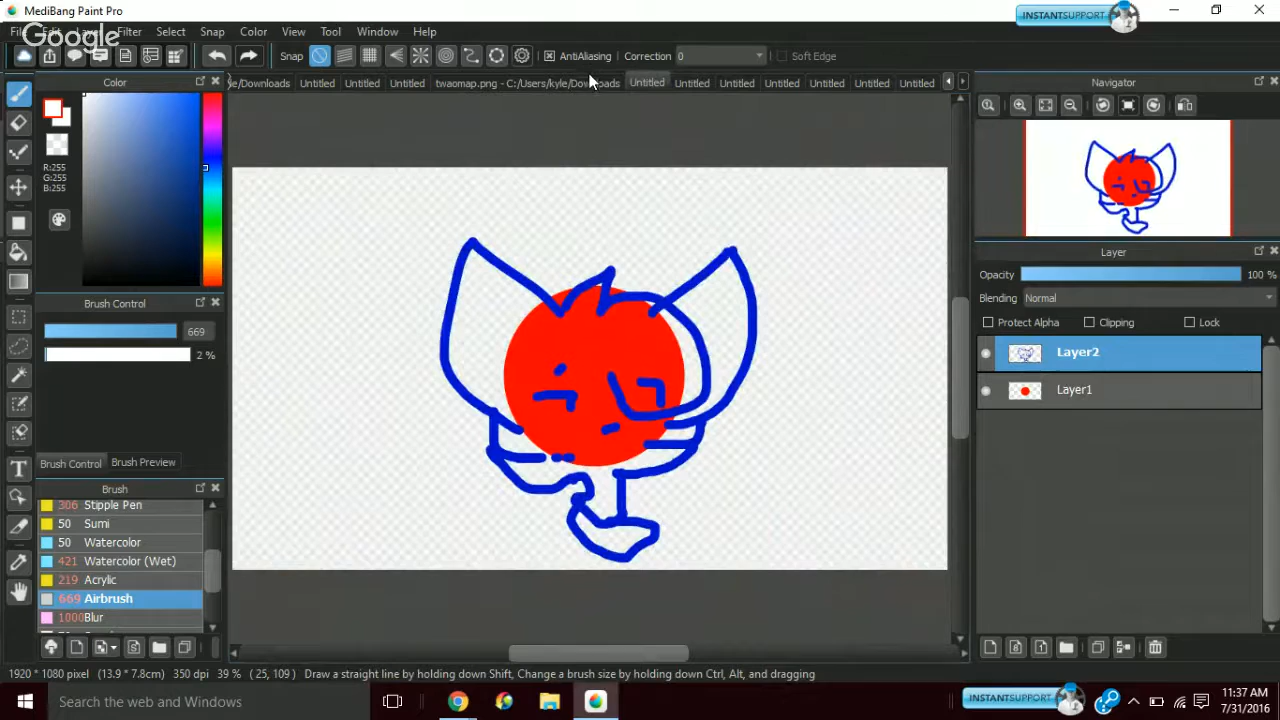 MediBang Paint Pro
INSTANTSUPPORT
File Edit Layer Filter Select Snap Color View Tool Window Help
Google
Snap AntiAliasing Correction 0 Soft Edge
Color
le/Downloads Untitled Untitled Untitled twaomap.png - C:/Users/kyle/Downloads Untitled Untitled Untitled Untitled Untitled Untitled Untitled
Navigator
R:255
G:255
B:255
Layer
Opacity 100 %
Blending Normal
Brush Control
Protect Alpha Clipping Lock
669
2 %
Layer2
Layer1
Brush Control Brush Preview
Brush
306 Stipple Pen
50 Sumi
50 Watercolor
421 Watercolor (Wet)
219 Acrylic
669 Airbrush
1000 Blur
1920 * 1080 pixel (13.9 * 7.8cm) 350 dpi 39 % ( 25, 109) Draw a straight line by holding down Shift, Change a brush size by holding down Ctrl, Alt, and dragging
Search the web and Windows
INSTANTSUPPORT
11:37 AM
7/31/2016